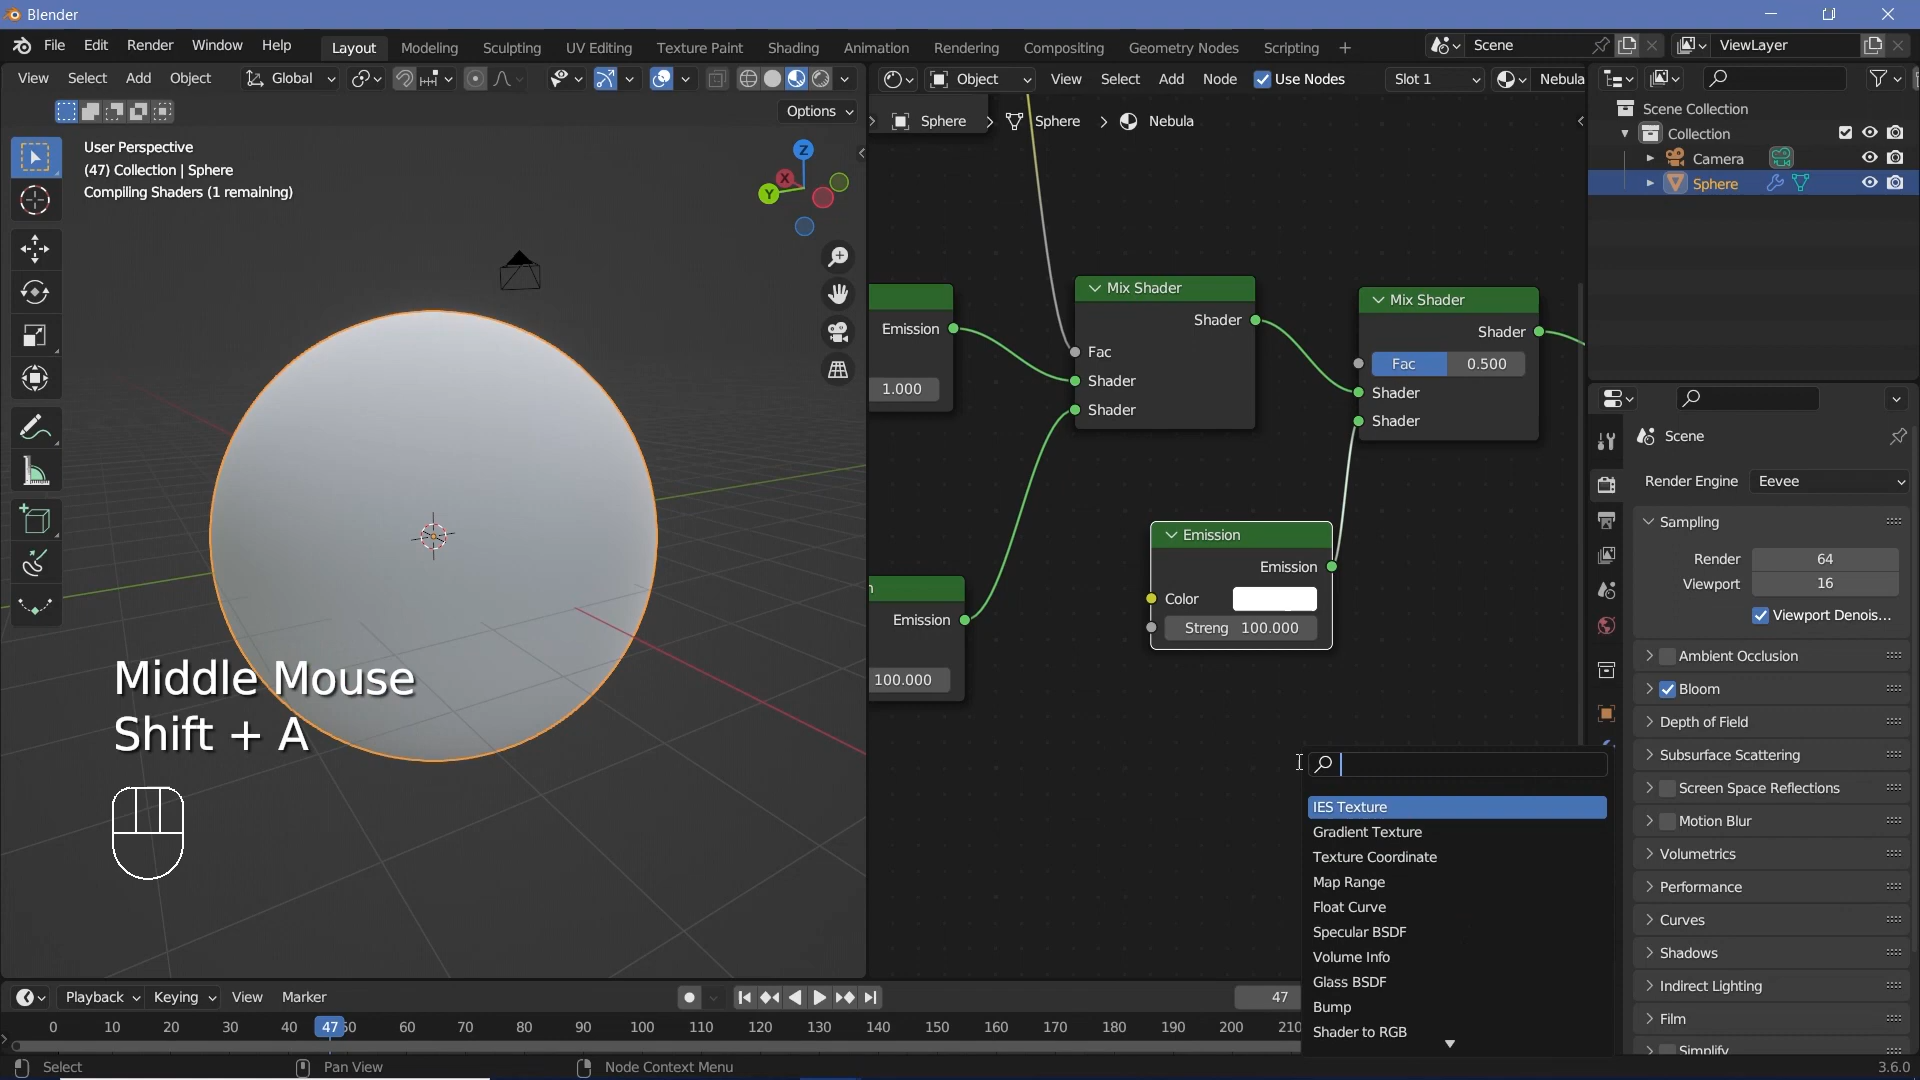 Blender
File Edit Render Window Help
Layout Modeling Sculpting UV Editing Texture Paint Shading Animation Rendering Compositing Geometry Nodes Scripting +
Scene
ViewLayer
View Select Add Object
Global
Object
View Select Add Node
Use Nodes
Slot 1
Nebula
Options
User Perspective
(47) Collection | Sphere
Compiling Shaders (1 remaining)
Z
X
Y
Sphere
Sphere
Nebula
Mix Shader
Shader
Fac
Shader
Shader
Emission
1.000
Mix Shader
Shader
Fac 0.500
Shader
Shader
Emission
Emission
Color
Streng 100.000
n
Emission
100.000
Middle Mouse
Shift + A
IES Texture
Gradient Texture
Texture Coordinate
Map Range
Float Curve
Specular BSDF
Volume Info
Glass BSDF
Bump
Shader to RGB
Scene Collection
Collection
Camera
Sphere
Scene
Render Engine Eevee
Sampling
Render 64
Viewport 16
Viewport Denois...
Ambient Occlusion
Bloom
Depth of Field
Subsurface Scattering
Screen Space Reflections
Motion Blur
Volumetrics
Performance
Curves
Shadows
Indirect Lighting
Film
Simplify
Playback Keying View Marker
47
0 10 20 30 40 47 50 60 70 80 90 100 110 120 130 140 150 160 170 180 190 200 210
Select
Pan View
Node Context Menu
3.6.0